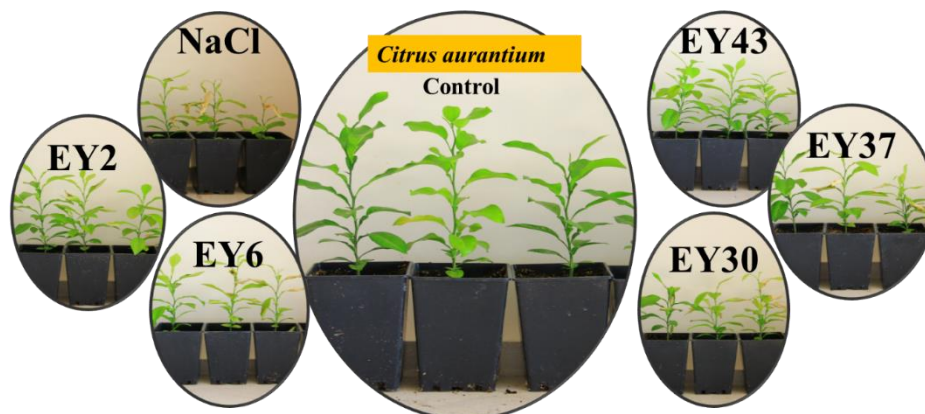 NaCl
EY2
EY6
Citrus aurantium
Control
EY43
EY37
EY30